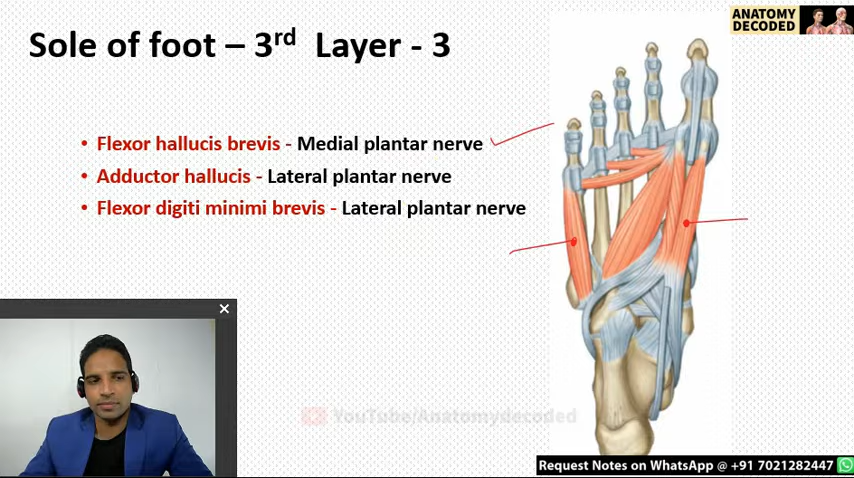 Sole of foot – 3rd Layer - 3
ANATOMY
DECODED
• Flexor hallucis brevis - Medial plantar nerve
• Adductor hallucis - Lateral plantar nerve
• Flexor digiti minimi brevis - Lateral plantar nerve
YouTube/Anatomydecoded
Request Notes on WhatsApp @ +91 7021282447